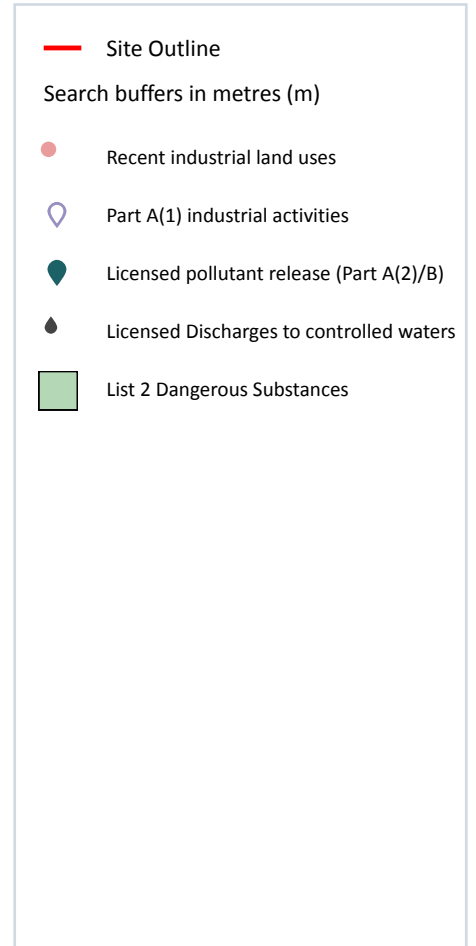 Site Outline
Search buffers in metres (m)
Recent industrial land uses
Part A(1) industrial activities
Licensed pollutant release (Part A(2)/B)
Licensed Discharges to controlled waters
List 2 Dangerous Substances